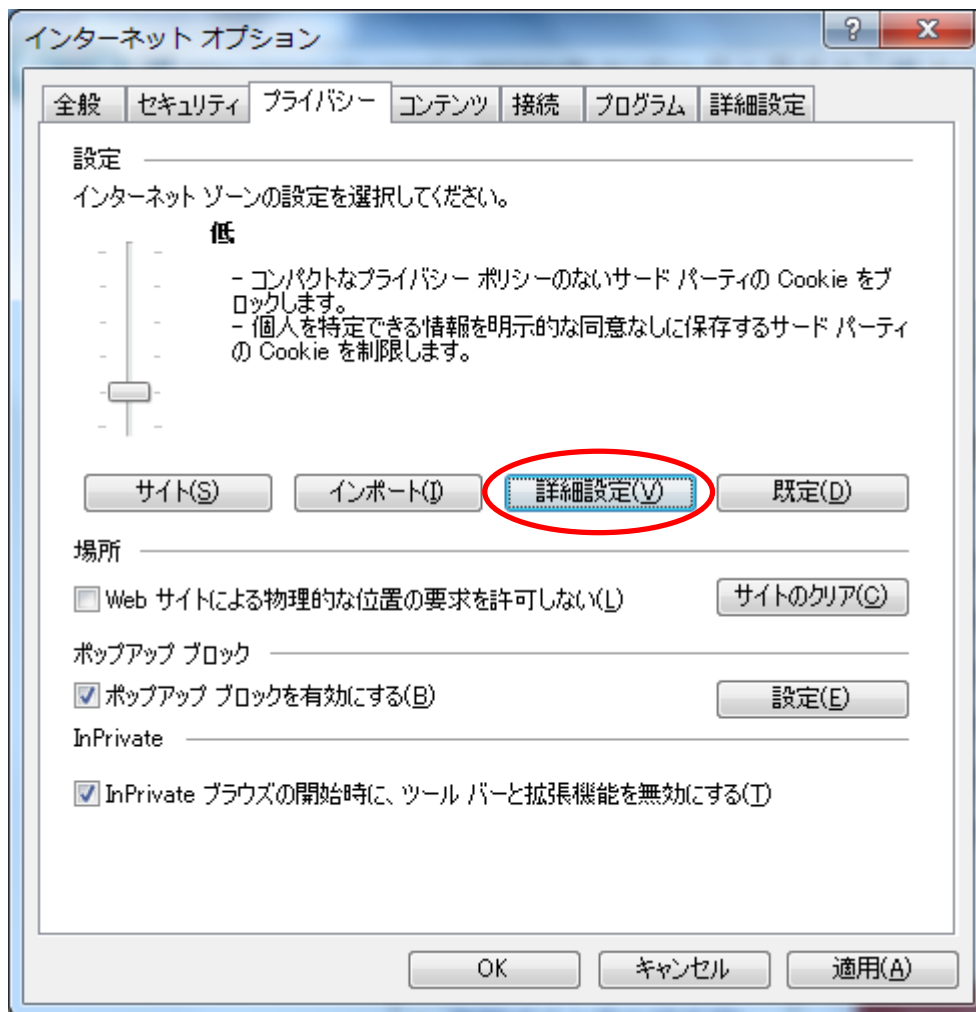 インターネット オプション
?
全般 セキュリティ プライバシー コンテンツ 接続 プログラム 詳細設定
設定
インターネット ゾーンの設定を選択してください。
低
- コンパクトなプライバシー ポリシーのないサード パーティの Cookie をブ
ロックします。
- 個人を特定できる情報を明示的な同意なしに保存するサード パーティ
の Cookie を制限します。
サイト(S) インポート(I) 詳細設定(V) 既定(D)
場所
Web サイトによる物理的な位置の要求を許可しない(L) サイトのクリア(C)
ポップアップ ブロック
ポップアップ ブロックを有効にする(B) 設定(E)
InPrivate
InPrivate ブラウズの開始時に、ツール バーと拡張機能を無効にする(T)
OK キャンセル 適用(A)